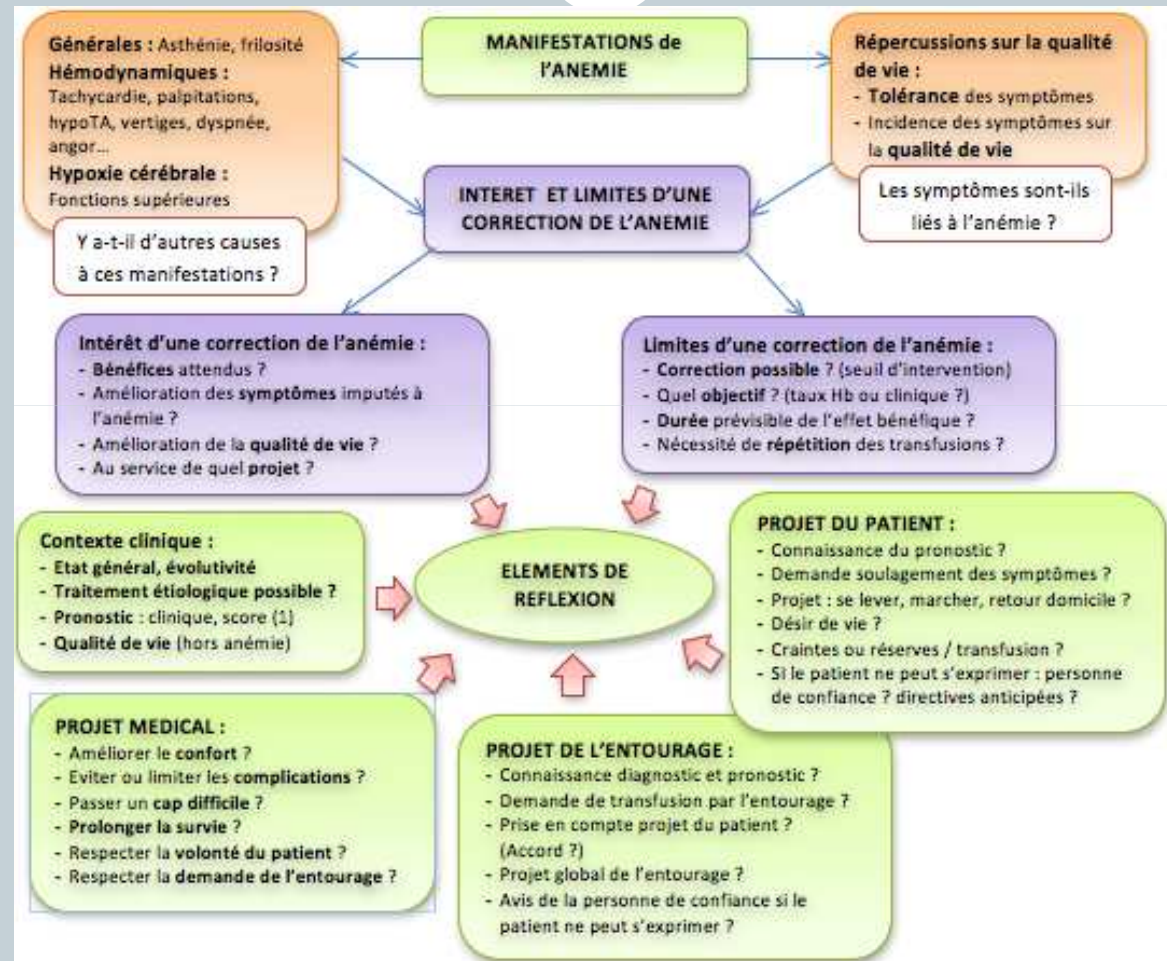 MANIFESTATIONS de
l'ANEMIE
Générales : Asthénie, frilosité
Hémodynamiques :
Tachycardie, palpitations,
hypoTA, vertiges, dyspnée,
angor...
Hypoxie cérébrale :
Fonctions supérieures
Y a-t-il d'autres causes
à ces manifestations ?
Répercussions sur la qualité
de vie :
- Tolérance des symptômes
- Incidence des symptômes sur
la qualité de vie
Les symptômes sont-ils
liés à l'anémie ?
INTERET ET LIMITES D'UNE
CORRECTION DE L'ANEMIE
Intérêt d'une correction de l'anémie :
- Bénéfices attendus ?
- Amélioration des symptômes imputés à
l'anémie ?
- Amélioration de la qualité de vie ?
- Au service de quel projet ?
Limites d'une correction de l'anémie :
- Correction possible ? (seuil d'intervention)
- Quel objectif ? (taux Hb ou clinique ?)
- Durée prévisible de l'effet bénéfique ?
- Nécessité de répétition des transfusions ?
Contexte clinique :
- Etat général, évolutivité
- Traitement étiologique possible ?
- Pronostic : clinique, score (1)
- Qualité de vie (hors anémie)
ELEMENTS DE
REFLEXION
PROJET DU PATIENT :
- Connaissance du pronostic ?
- Demande soulagement des symptômes ?
- Projet : se lever, marcher, retour domicile ?
- Désir de vie ?
- Craintes ou réserves / transfusion ?
- Si le patient ne peut s'exprimer : personne
de confiance ? directives anticipées ?
PROJET MEDICAL :
- Améliorer le confort ?
- Eviter ou limiter les complications ?
- Passer un cap difficile ?
- Prolonger la survie ?
- Respecter la volonté du patient ?
- Respecter la demande de l'entourage ?
PROJET DE L'ENTOURAGE :
- Connaissance diagnostic et pronostic ?
- Demande de transfusion par l'entourage ?
- Prise en compte projet du patient ?
(Accord ?)
- Projet global de l'entourage ?
- Avis de la personne de confiance si le
patient ne peut s'exprimer ?